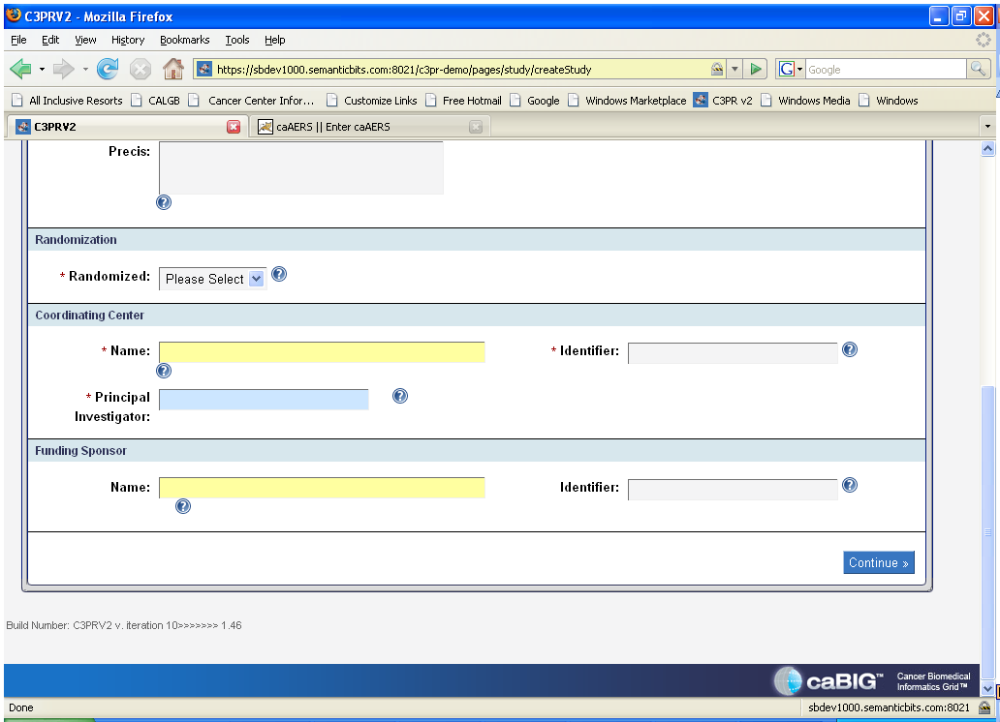 C3PRV2 - Mozilla Firefox
File Edit View History Bookmarks Tools Help
https://sbdev1000.semanticbits.com:8021/c3pr-demo/pages/study/createStudy
G Google
All Inclusive Resorts CALGB Cancer Center Infor... Customize Links Free Hotmail Google Windows Marketplace C3PR v2 Windows Media Windows
C3PRV2 caAERS || Enter caAERS
Precis:
?
Randomization
* Randomized: Please Select ?
Coordinating Center
* Name: * Identifier: ?
?
* Principal ?
Investigator:
Funding Sponsor
Name: Identifier: ?
?
Continue »
Build Number: C3PRV2 v. iteration 10>>>>>>> 1.46
caBIG™ Cancer Biomedical
Informatics Grid™
Done sbdev1000.semanticbits.com:8021